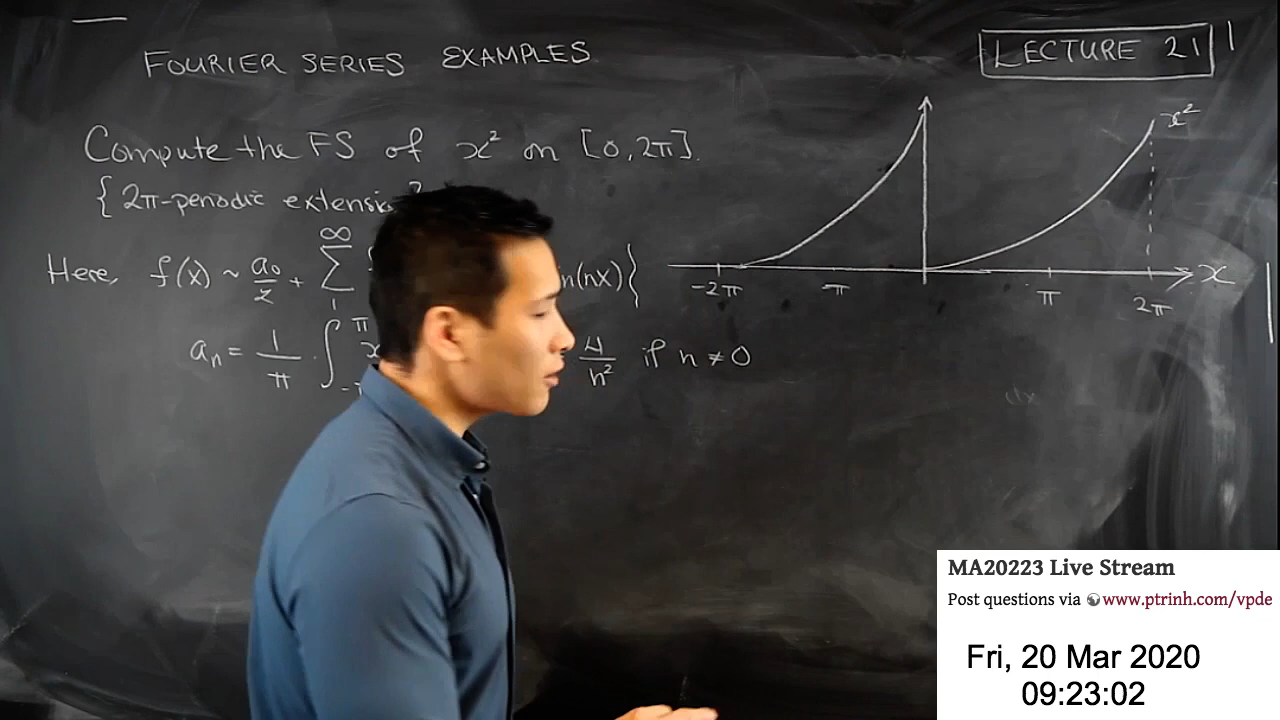 FOURIER SERIES EXAMPLES
LECTURE 21
Compute the FS of x² on [0, 2π].
{2π-periodic
Here, f(x) ~ a₀/2 + ∑₁^∞ { n(nx)}
aₙ = 1/π · ∫ x 4/n² if n ≠ 0
x²
-2π -π π 2π x
MA20223 Live Stream
Post questions via www.ptrinh.com/vpde
Fri, 20 Mar 2020
09:23:02